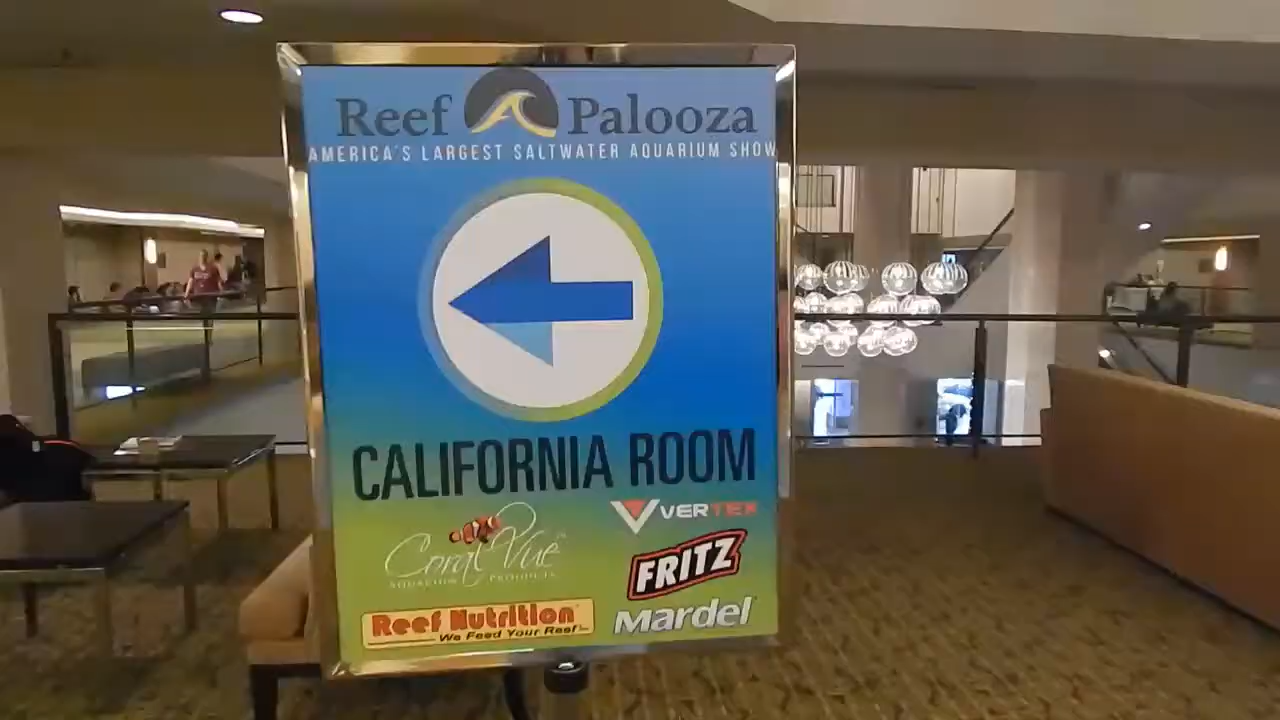 Reef Palooza
AMERICA'S LARGEST SALTWATER AQUARIUM SHOW
CALIFORNIA ROOM
Coral Vue
AQUARIUM PRODUCTS
VERTEX
FRITZ
Reef Nutrition
We Feed Your Reef
Mardel